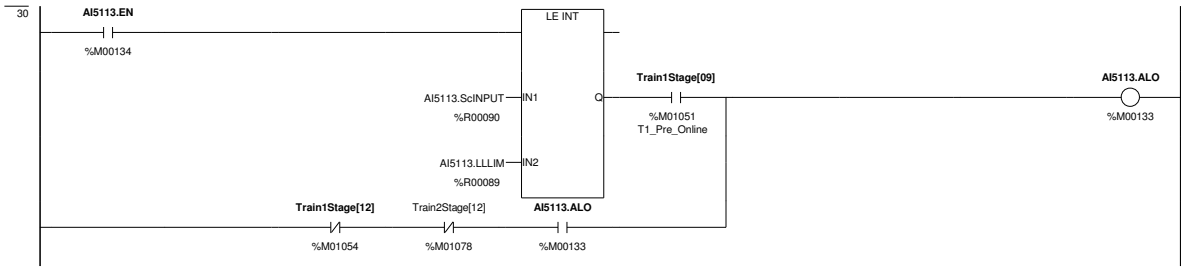 30
AI5113.EN
LE INT
%M00134
Train1Stage[09]
AI5113.ALO
AI5113.ScINPUT
IN1
Q
%R00090
%M01051
%M00133
T1_Pre_Online
AI5113.LLLIM
IN2
%R00089
Train1Stage[12]
Train2Stage[12]
AI5113.ALO
%M01054
%M01078
%M00133